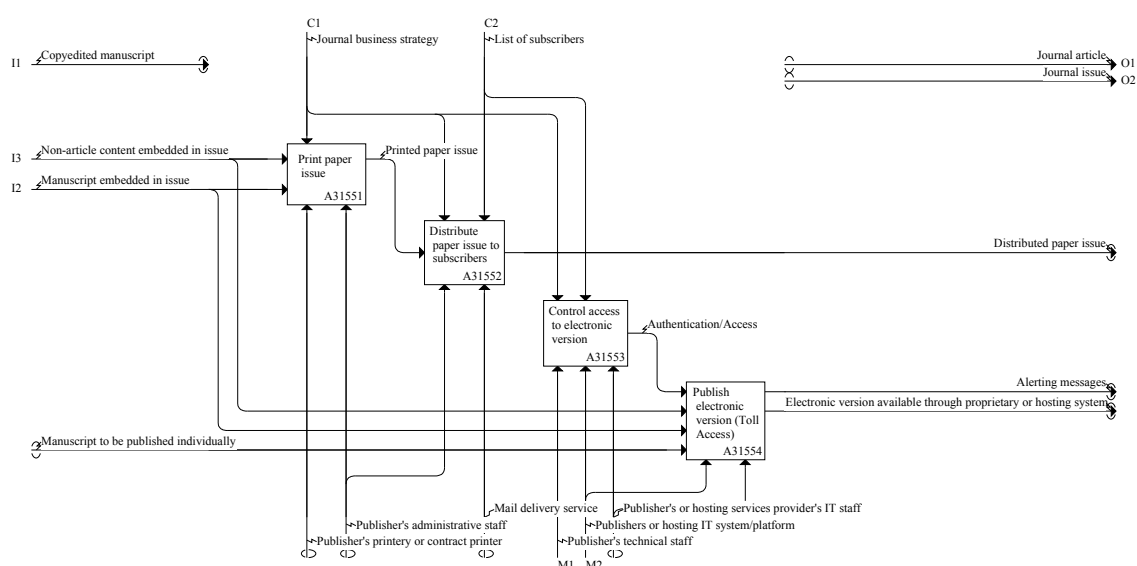 C1
C2
Journal business strategy
List of subscribers
I1
Copyedited manuscript
Journal article
O1
Journal issue
O2
I3
Non-article content embedded in issue
Print paper
issue
A31551
Printed paper issue
I2
Manuscript embedded in issue
Distribute
paper issue to
subscribers
A31552
Distributed paper issue
Control access
to electronic
version
A31553
Authentication/Access
Publish
electronic
version (Toll
Access)
A31554
Alerting messages
Electronic version available through proprietary or hosting system
Manuscript to be published individually
Mail delivery service
Publisher's or hosting services provider's IT staff
Publisher's administrative staff
Publishers or hosting IT system/platform
Publisher's printery or contract printer
Publisher's technical staff
M1
M2